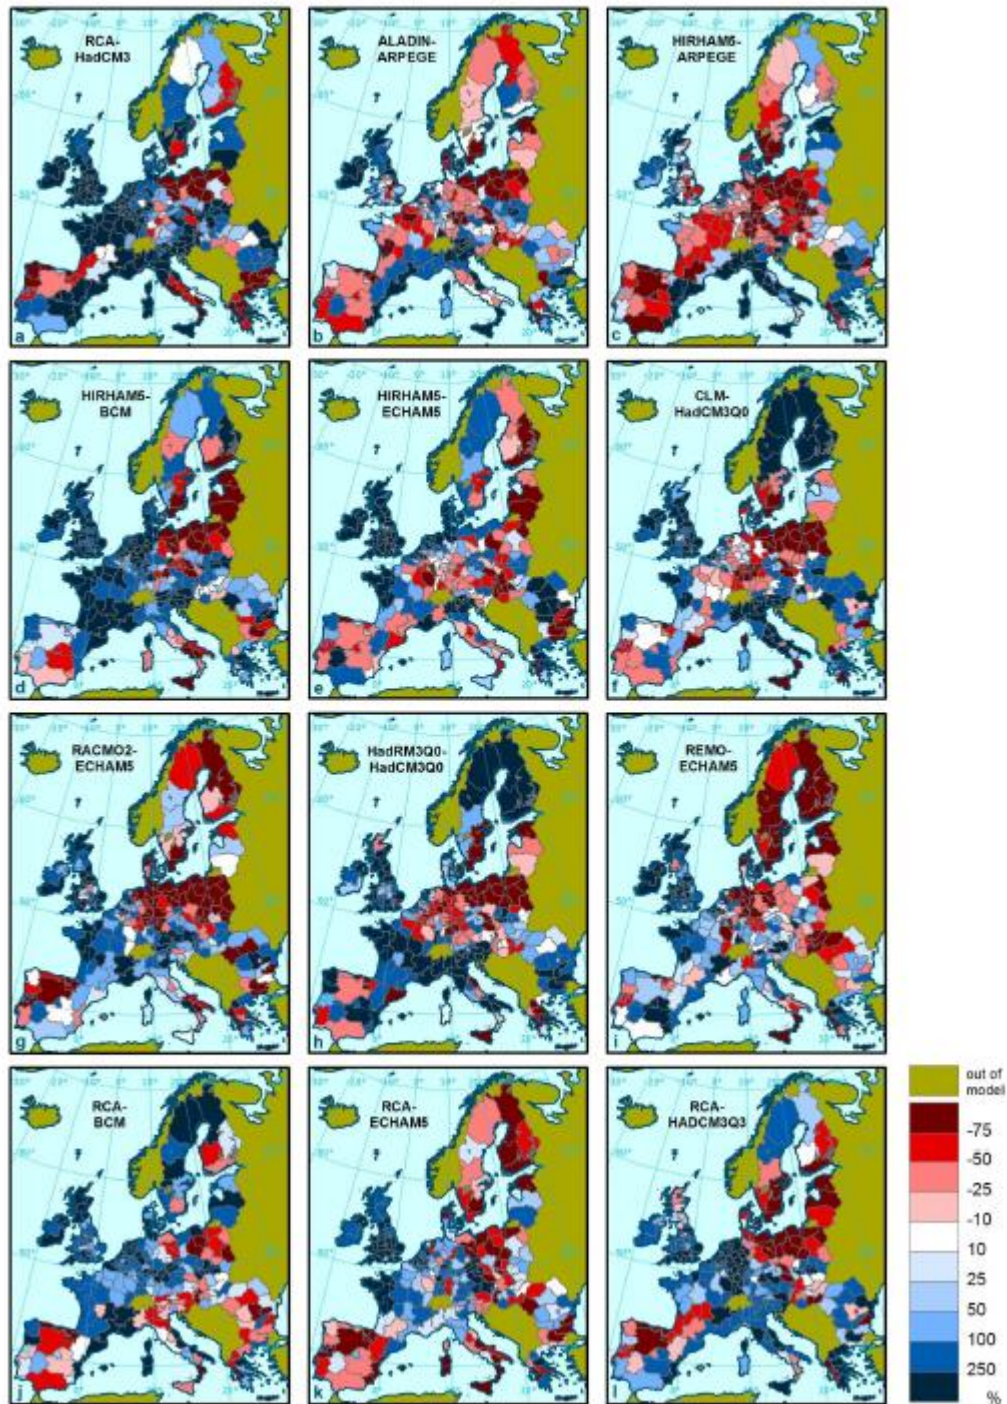 RCA-
HadCM3
a
ALADIN-
ARPEGE
b
HIRHAM5-
ARPEGE
c
HIRHAM5-
BCM
d
HIRHAM5-
ECHAM5
e
CLM-
HadCM3Q0
f
RACMO2-
ECHAM5
g
HadRM3Q0-
HadCM3Q0
h
REMO-
ECHAM5
i
RCA-
BCM
j
RCA-
ECHAM5
k
RCA-
HADCM3Q3
l
out of
model
-75
-50
-25
-10
10
25
50
100
250
%